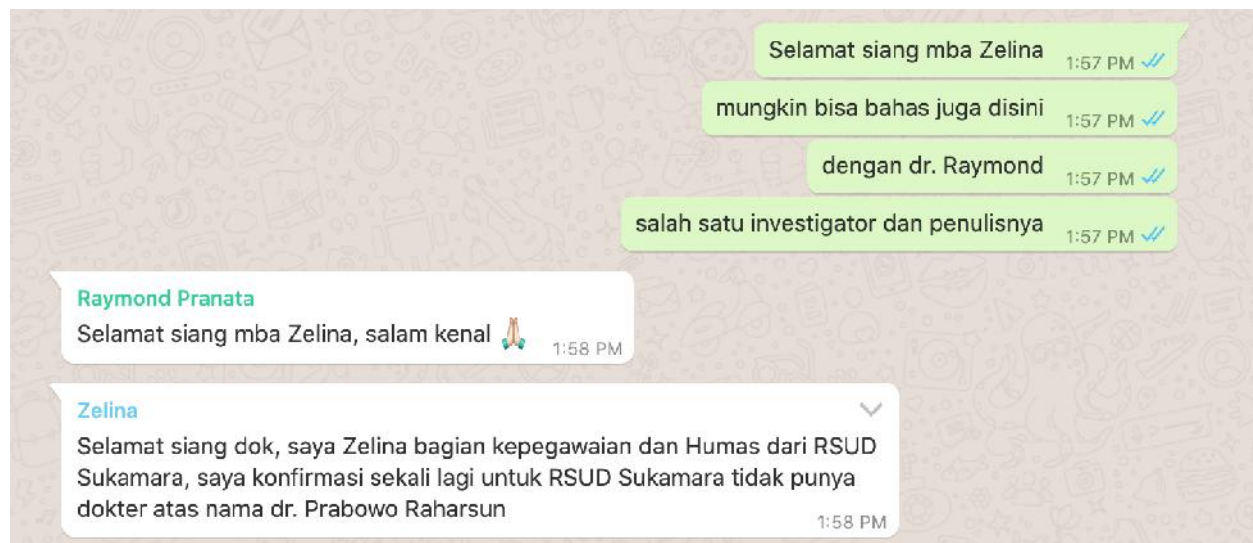 Selamat siang mba Zelina 1:57 PM
mungkin bisa bahas juga disini 1:57 PM
dengan dr. Raymond 1:57 PM
salah satu investigator dan penulisnya 1:57 PM
Raymond Pranata
Selamat siang mba Zelina, salam kenal 🙏🏻 1:58 PM
Zelina
Selamat siang dok, saya Zelina bagian kepegawaian dan Humas dari RSUD
Sukamara, saya konfirmasi sekali lagi untuk RSUD Sukamara tidak punya
dokter atas nama dr. Prabowo Raharsun 1:58 PM